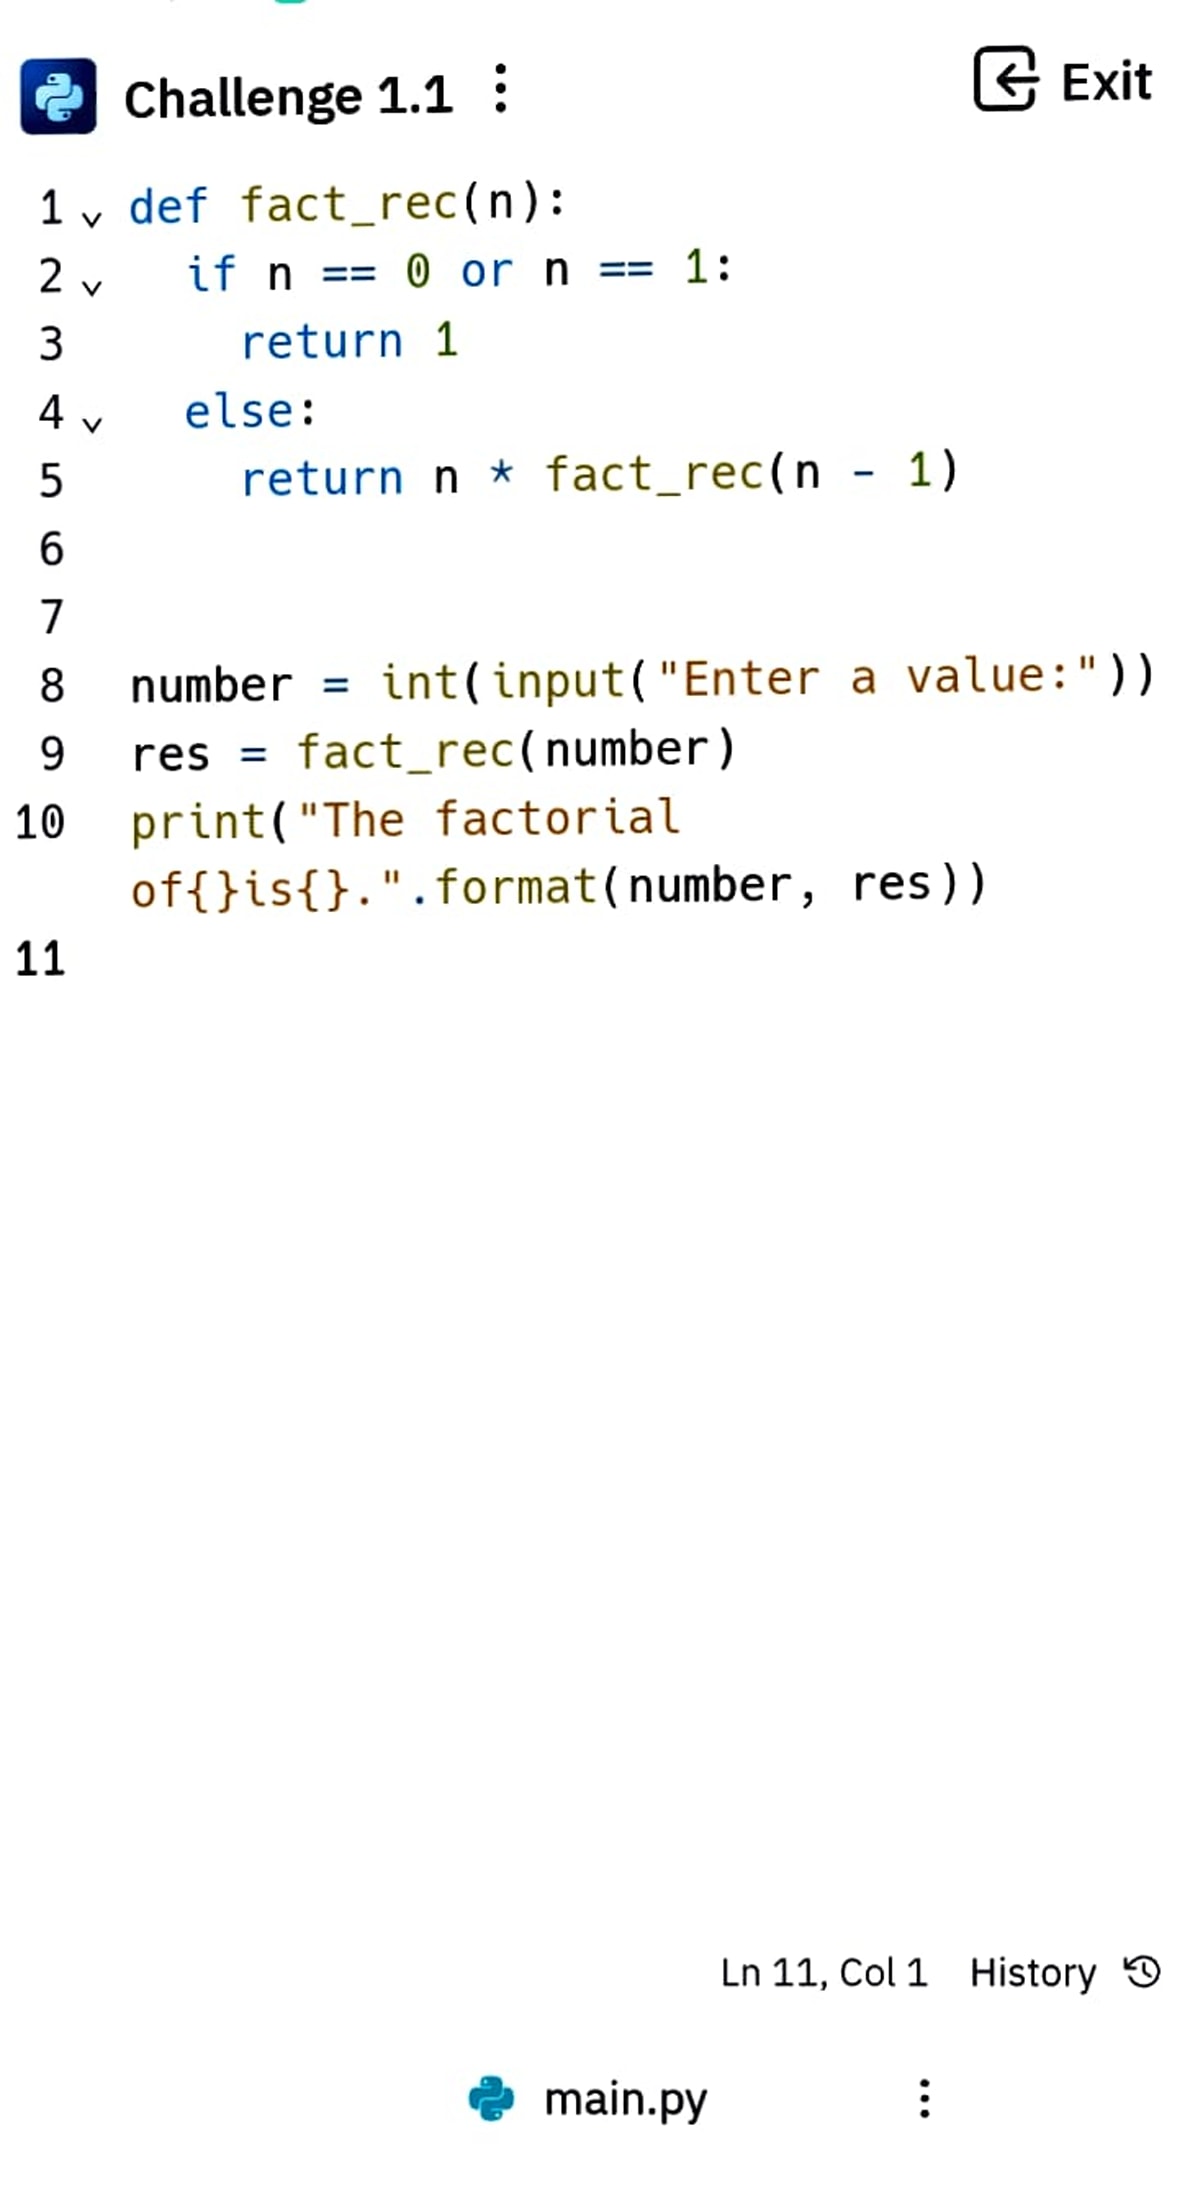 Challenge 1.1
Exit
1 def fact_rec(n):
2   if n == 0 or n == 1:
3     return 1
4   else:
5     return n * fact_rec(n - 1)
6
7
8 number = int(input("Enter a value:"))
9 res = fact_rec(number)
10 print("The factorial
of{}is{}.".format(number, res))
11
Ln 11, Col 1 History
main.py